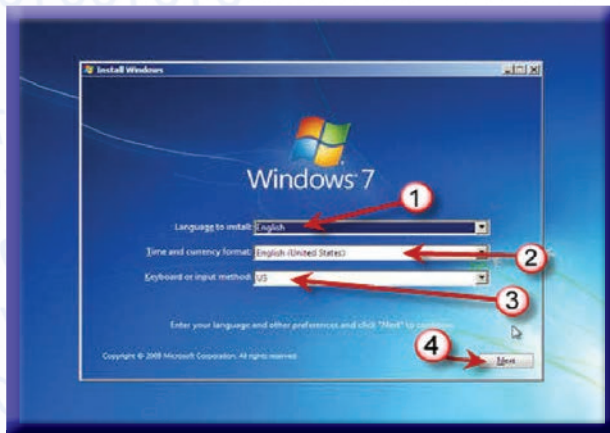 Install Windows
Windows 7
1
Language to install: English
Time and currency format: English (United States)
2
Keyboard or input method: US
3
Enter your language and other preferences and click "Next" to continue.
4
Copyright © 2009 Microsoft Corporation. All rights reserved.
Next